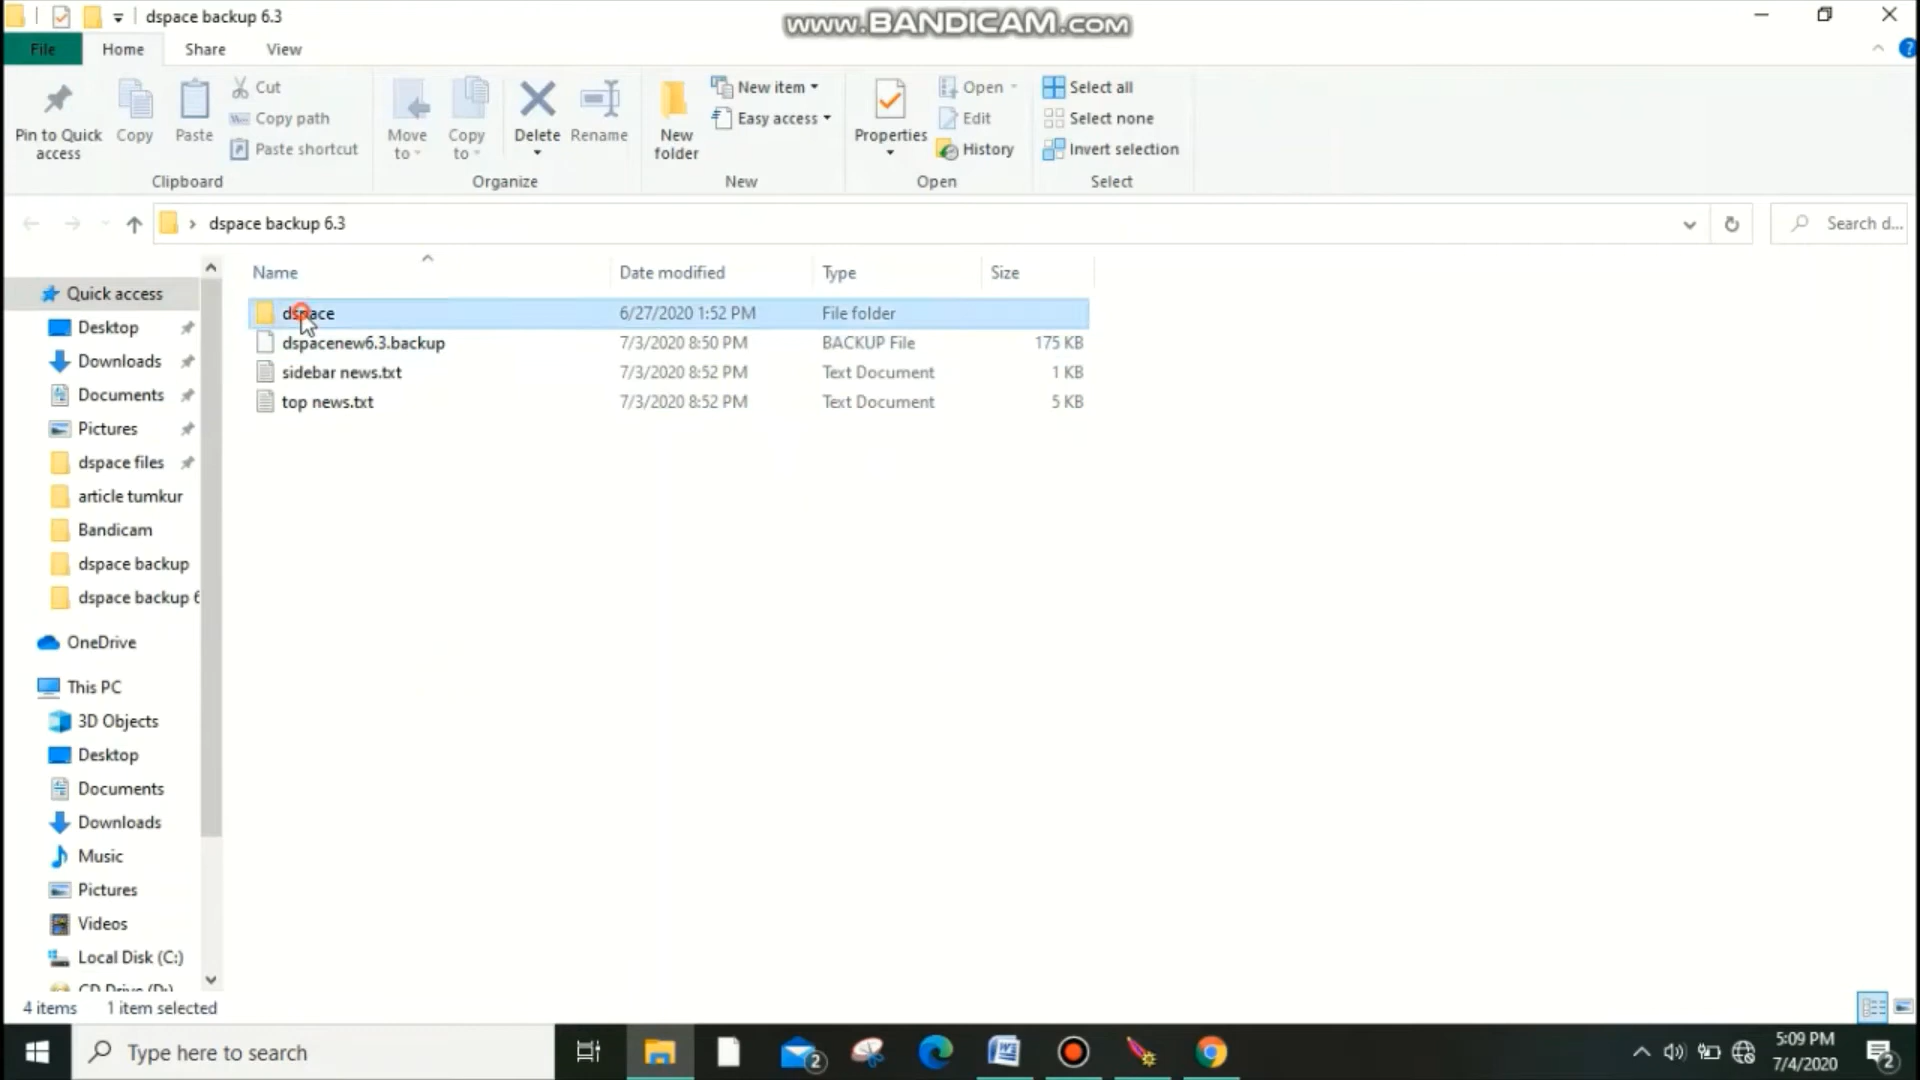 dspace backup 6.3
www.BANDICAM.com
File
Home
Share
View
Pin to Quick access
Copy
Paste
Cut
Copy path
Paste shortcut
Clipboard
Move to
Copy to
Delete
Rename
Organize
New folder
New item
Easy access
New
Properties
Open
Edit
History
Open
Select all
Select none
Invert selection
Select
dspace backup 6.3
Search d...
Name Date modified Type Size
dspace 6/27/2020 1:52 PM File folder
dspacenew6.3.backup 7/3/2020 8:50 PM BACKUP File 175 KB
sidebar news.txt 7/3/2020 8:52 PM Text Document 1 KB
top news.txt 7/3/2020 8:52 PM Text Document 5 KB
Quick access
Desktop
Downloads
Documents
Pictures
dspace files
article tumkur
Bandicam
dspace backup
dspace backup 6
OneDrive
This PC
3D Objects
Desktop
Documents
Downloads
Music
Pictures
Videos
Local Disk (C:)
CD Drive (D:)
4 items 1 item selected
Type here to search
2
5:09 PM
7/4/2020
2